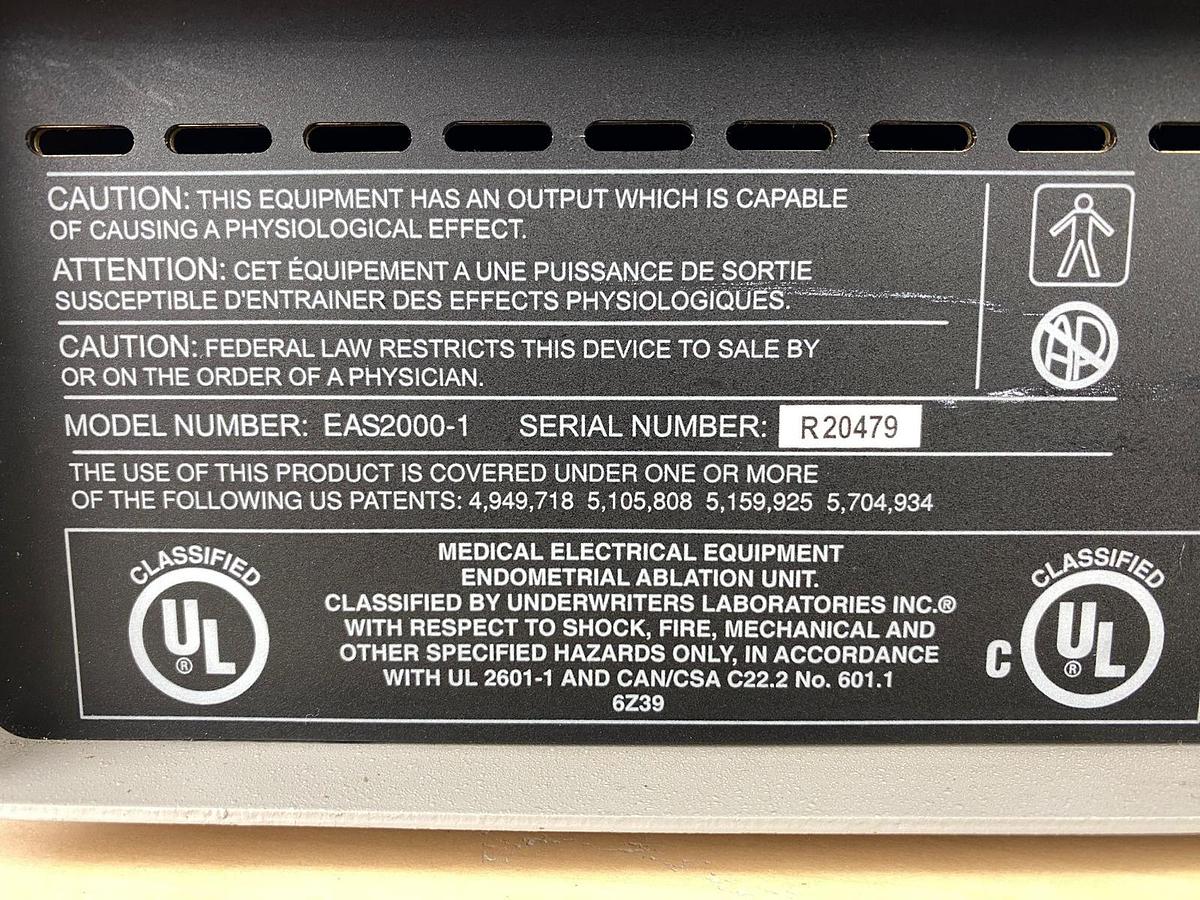 CAUTION: THIS EQUIPMENT HAS AN OUTPUT WHICH IS CAPABLE
OF CAUSING A PHYSIOLOGICAL EFFECT.
ATTENTION: CET ÉQUIPEMENT A UNE PUISSANCE DE SORTIE
SUSCEPTIBLE D'ENTRAINER DES EFFECTS PHYSIOLOGIQUES.
AP
CAUTION: FEDERAL LAW RESTRICTS THIS DEVICE TO SALE BY
OR ON THE ORDER OF A PHYSICIAN.
MODEL NUMBER: EAS2000-1 SERIAL NUMBER: R20479
THE USE OF THIS PRODUCT IS COVERED UNDER ONE OR MORE
OF THE FOLLOWING US PATENTS: 4,949,718 5,105,808 5,159,925 5,704,934
CLASSIFIED
UL®
MEDICAL ELECTRICAL EQUIPMENT
ENDOMETRIAL ABLATION UNIT.
CLASSIFIED BY UNDERWRITERS LABORATORIES INC.®
WITH RESPECT TO SHOCK, FIRE, MECHANICAL AND
OTHER SPECIFIED HAZARDS ONLY, IN ACCORDANCE
WITH UL 2601-1 AND CAN/CSA C22.2 No. 601.1
6Z39
CLASSIFIED
C UL®